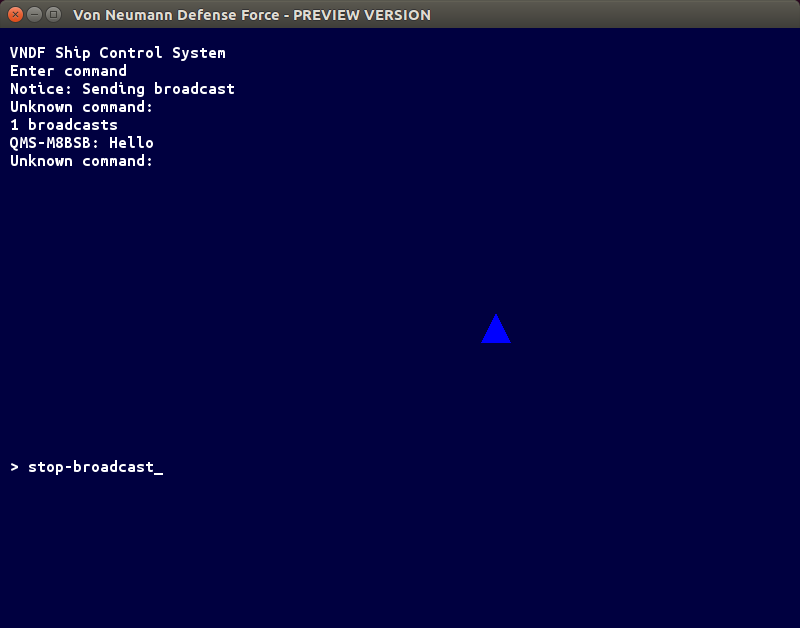 Von Neumann Defense Force - PREVIEW VERSION
VNDF Ship Control System
Enter command
Notice: Sending broadcast
Unknown command:
1 broadcasts
QMS-M8BSB: Hello
Unknown command:
> stop-broadcast_